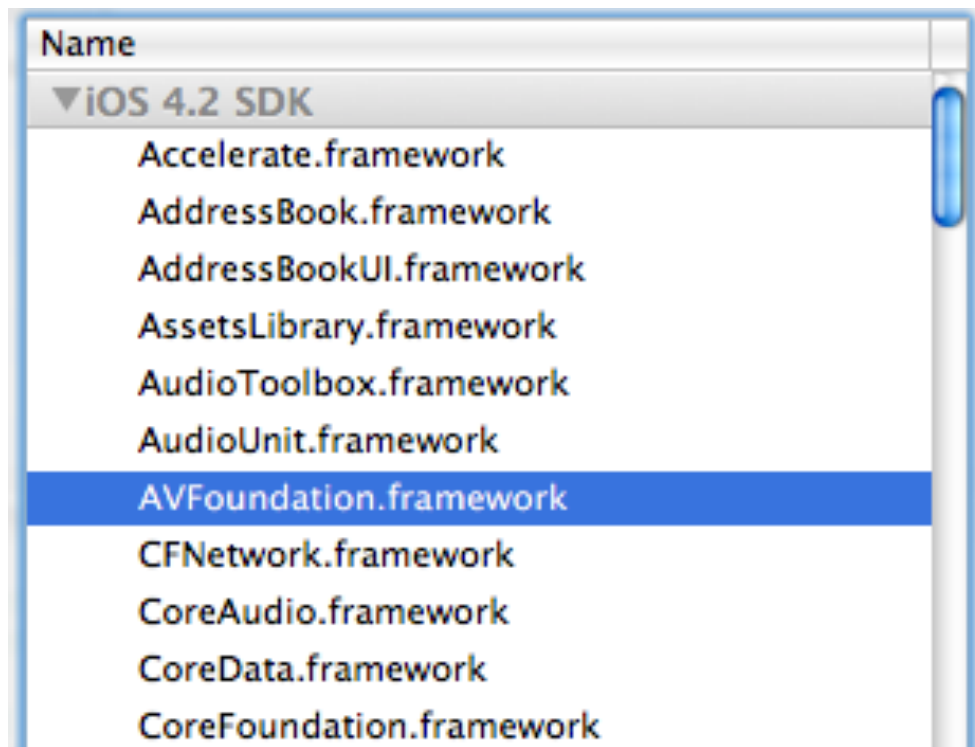 Name
▼iOS 4.2 SDK
Accelerate.framework
AddressBook.framework
AddressBookUI.framework
AssetsLibrary.framework
AudioToolbox.framework
AudioUnit.framework
AVFoundation.framework
CFNetwork.framework
CoreAudio.framework
CoreData.framework
CoreFoundation.framework